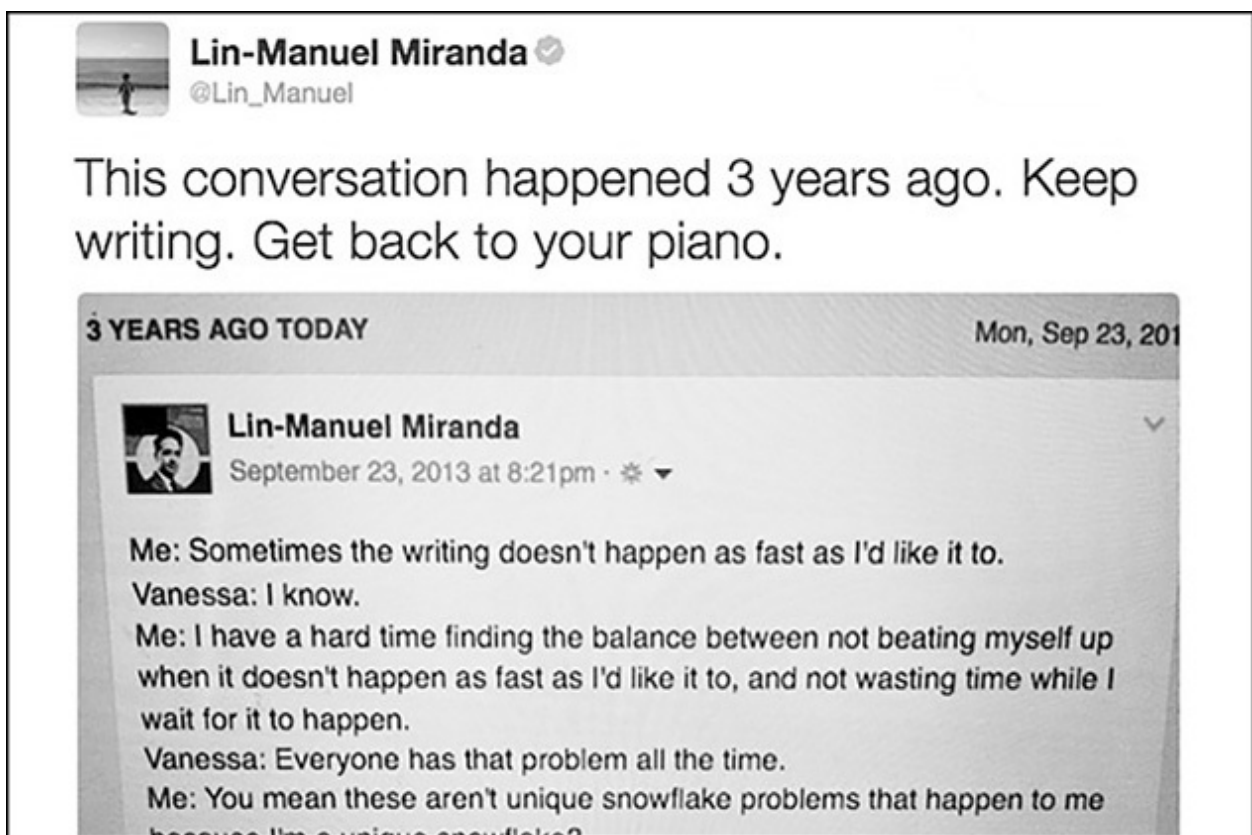 Lin-Manuel Miranda
@Lin_Manuel
This conversation happened 3 years ago. Keep
writing. Get back to your piano.
3 YEARS AGO TODAY
Mon, Sep 23, 201
Lin-Manuel Miranda
September 23, 2013 at 8:21pm ·
Me: Sometimes the writing doesn't happen as fast as I'd like it to.
Vanessa: I know.
Me: I have a hard time finding the balance between not beating myself up
when it doesn't happen as fast as I'd like it to, and not wasting time while I
wait for it to happen.
Vanessa: Everyone has that problem all the time.
Me: You mean these aren't unique snowflake problems that happen to me